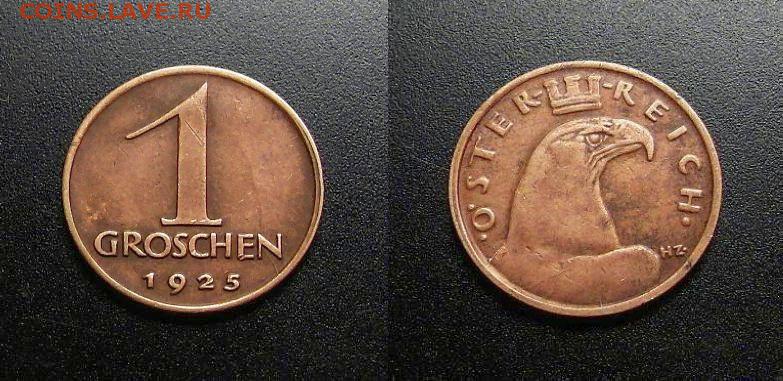 COINS.LAVE.RU
1
GROSCHEN
1925
·ÖSTER-REICH·
HZ·